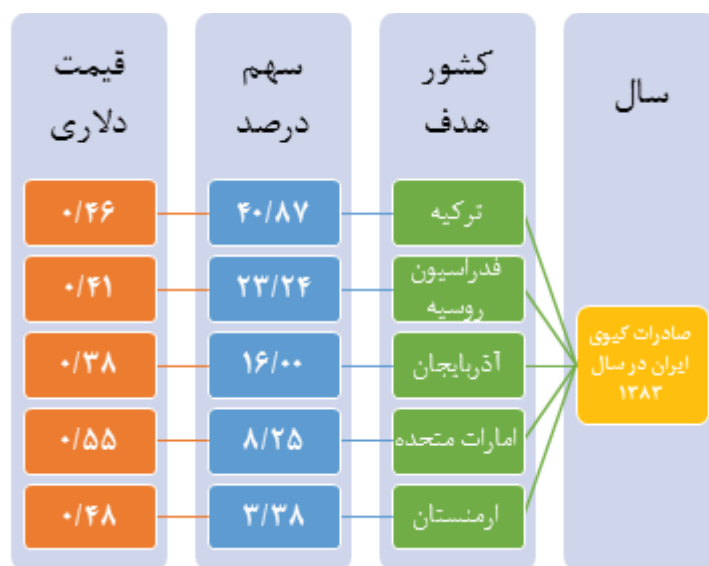 سال
کشور
هدف
سهم
درصد
قیمت
دلاری
صادرات کیوی
ایران در سال
۱۳۸۳
ترکیه
۴۰/۸۷
۰/۴۶
فدراسیون
روسیه
۲۳/۲۴
۰/۴۱
آذربایجان
۱۶/۰۰
۰/۳۸
امارات متحده
۸/۲۵
۰/۵۵
ارمنستان
۳/۳۸
۰/۴۸